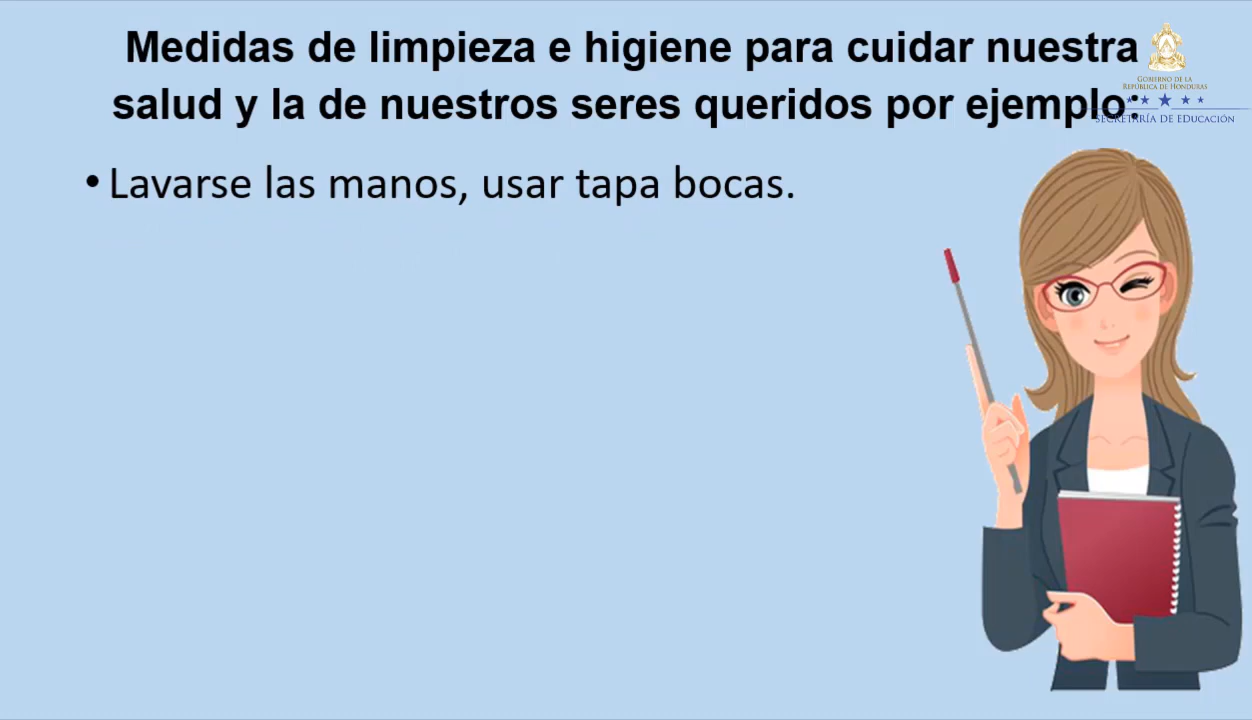 Medidas de limpieza e higiene para cuidar nuestra
salud y la de nuestros seres queridos por ejemplo:
GOBIERNO DE LA
REPÚBLICA DE HONDURAS
SECRETARÍA DE EDUCACIÓN
• Lavarse las manos, usar tapa bocas.